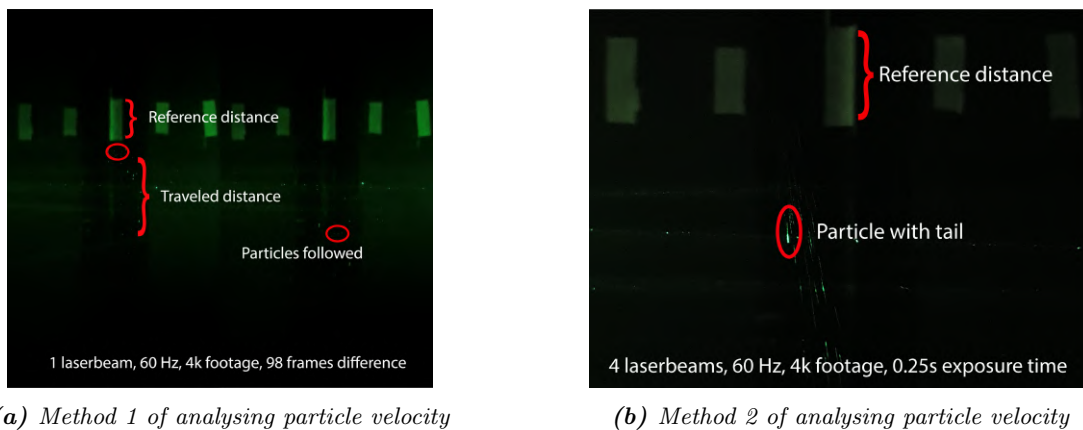 Reference distance
Traveled distance
Particles followed
1 laserbeam, 60 Hz, 4k footage, 98 frames difference
a) Method 1 of analysing particle velocity
Reference distance
Particle with tail
4 laserbeams, 60 Hz, 4k footage, 0.25s exposure time
(b) Method 2 of analysing particle velocity